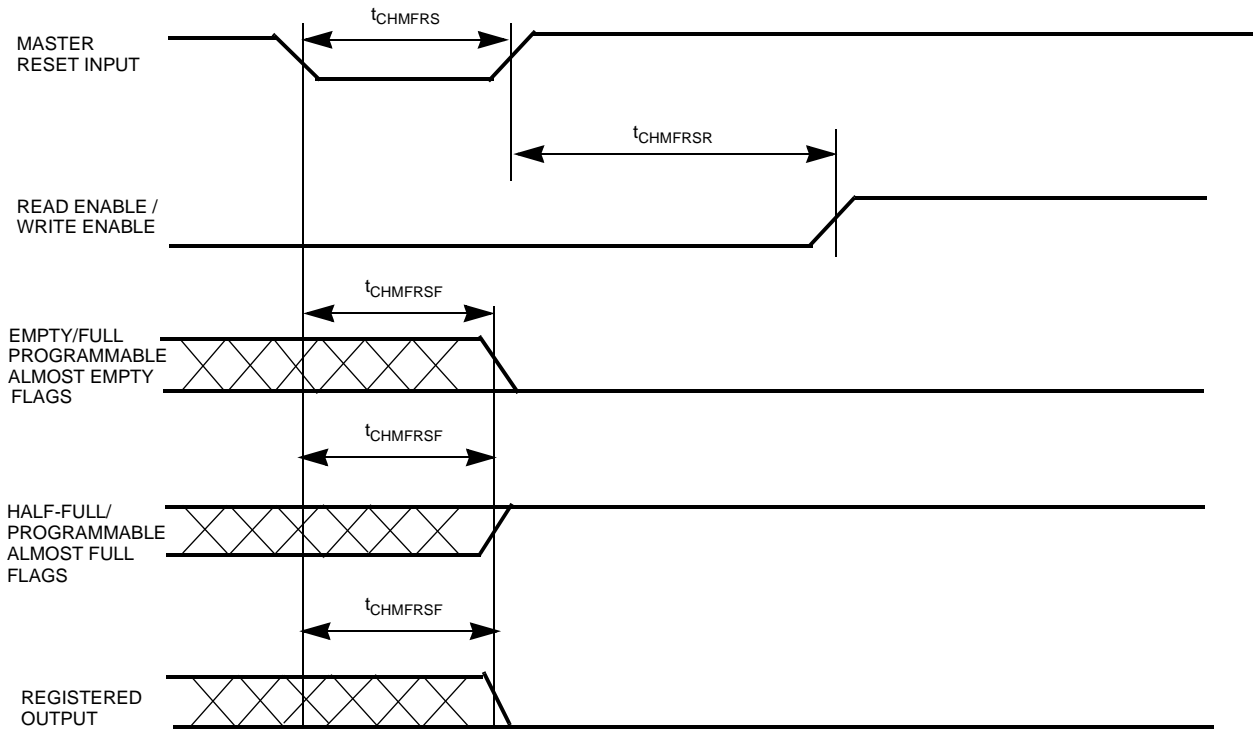 tCHMFRS
MASTER
RESET INPUT
tCHMFRSR
READ ENABLE /
WRITE ENABLE
tCHMFRSF
EMPTY/FULL
PROGRAMMABLE
ALMOST EMPTY
FLAGS
tCHMFRSF
HALF-FULL/
PROGRAMMABLE
ALMOST FULL
FLAGS
tCHMFRSF
REGISTERED
OUTPUT